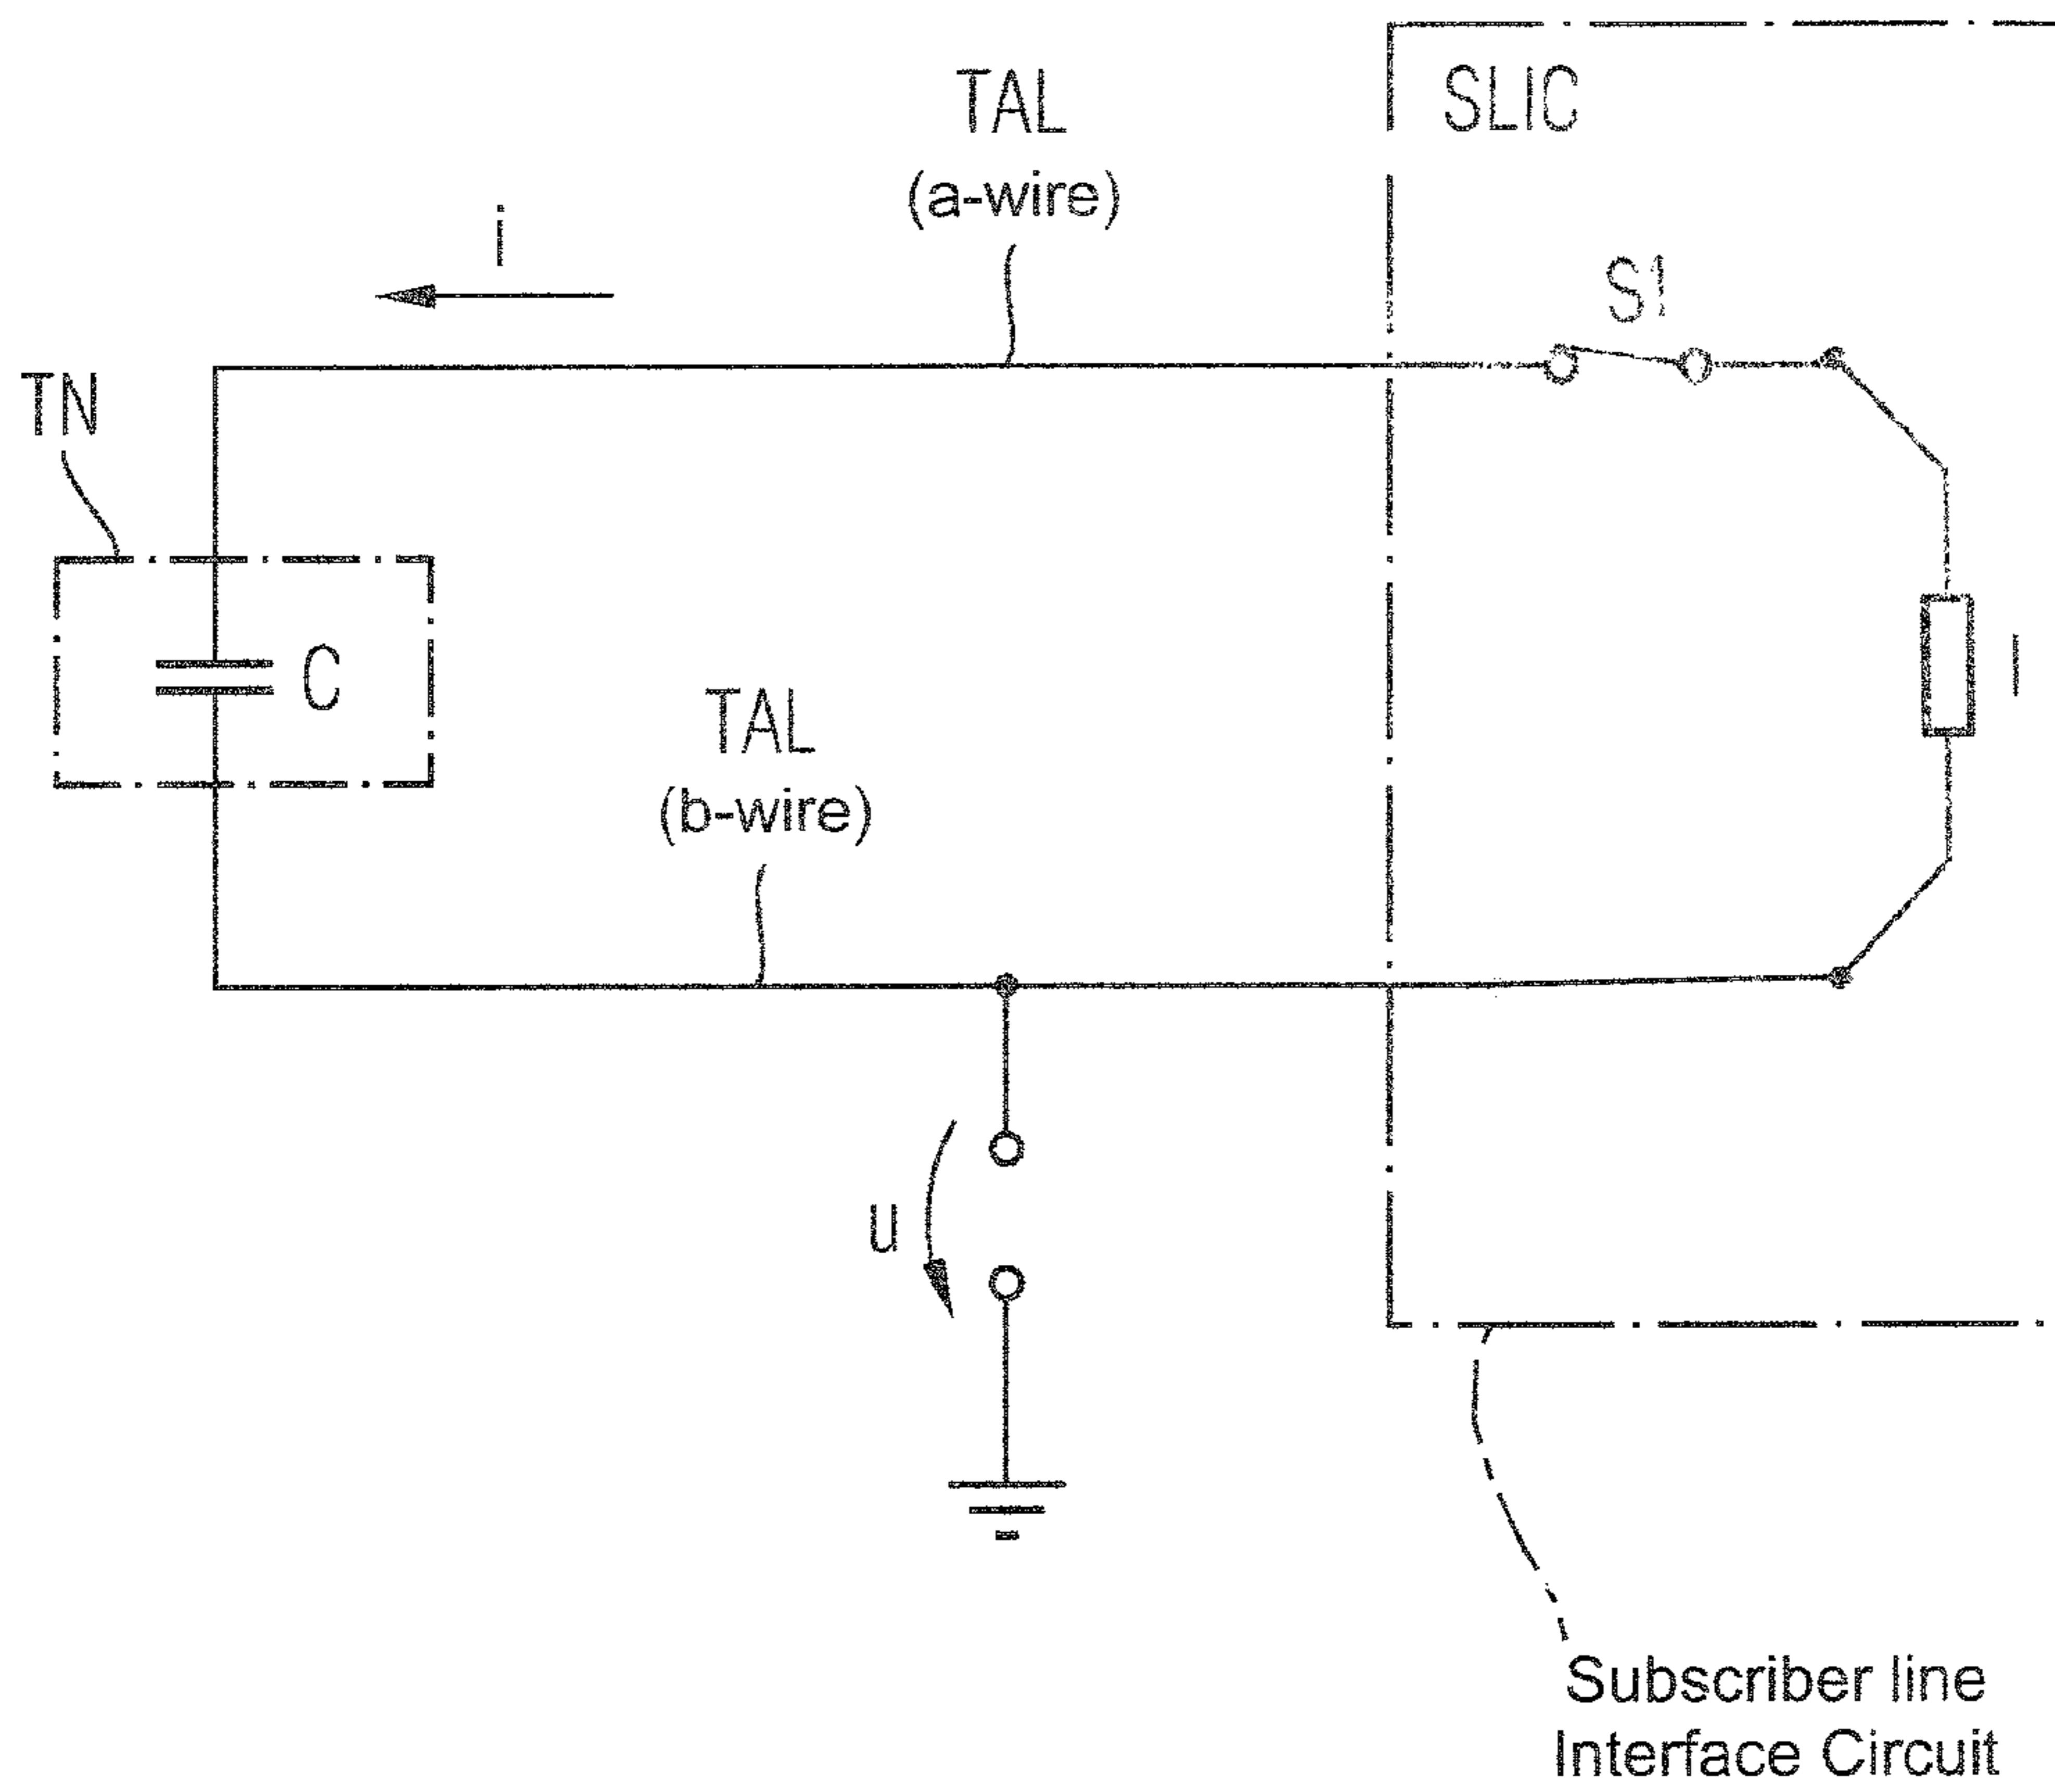 TAL
(a-wire)
SLIC
i
S1
TN
C
I
TAL
(b-wire)
u
Subscriber line
Interface Circuit